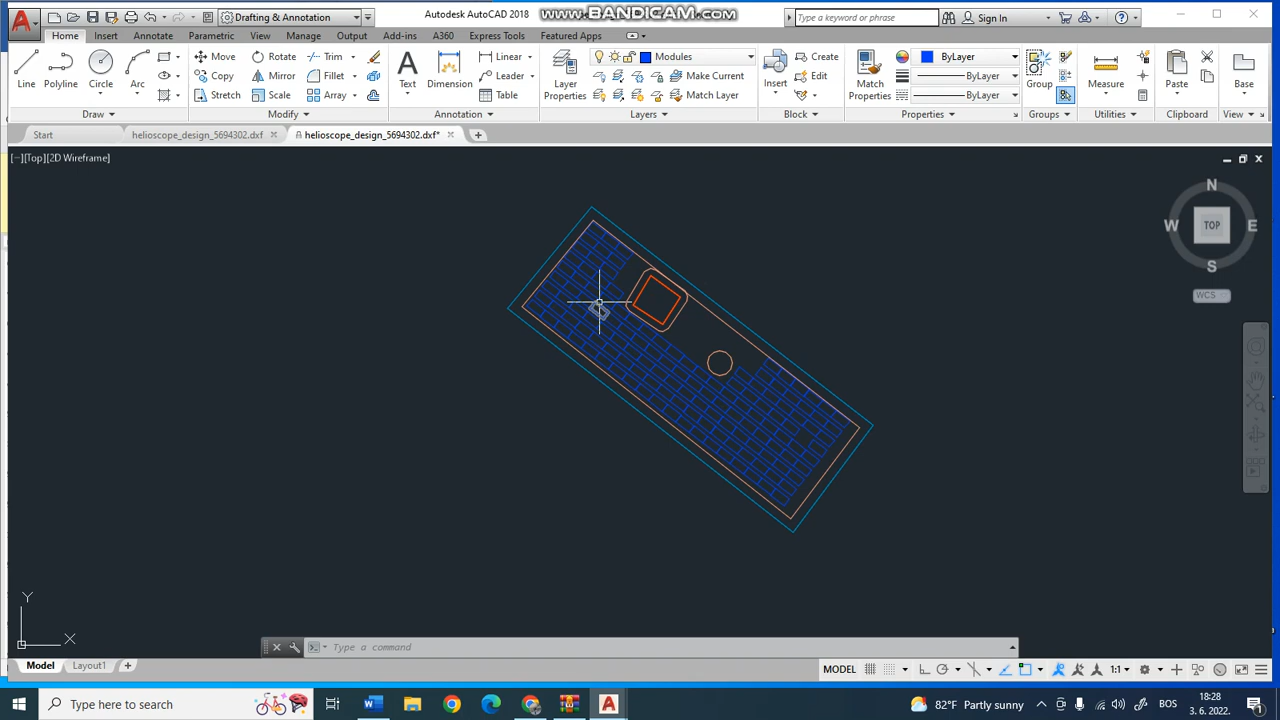 Autodesk AutoCAD 2018
www.BANDICAM.com
Drafting & Annotation
Type a keyword or phrase
Sign In
Home Insert Annotate Parametric View Manage Output Add-ins A360 Express Tools Featured Apps
Line Polyline Circle Arc
Move Rotate Trim
Copy Mirror Fillet
Stretch Scale Array
Text Dimension
Linear
Leader
Table
Layer Properties
Modules
Make Current
Match Layer
Insert
Create
Edit
Match Properties
ByLayer
ByLayer
ByLayer
Group
Measure
Paste
Base
Draw Modify Annotation Layers Block Properties Groups Utilities Clipboard View
Start helioscope_design_5694302.dxf helioscope_design_5694302.dxf*
[−][Top][2D Wireframe]
N
W TOP E
S
WCS
Y
X
Type a command
Model Layout1
MODEL
1:1
Type here to search
82°F Partly sunny
BOS
18:28
3. 6. 2022.